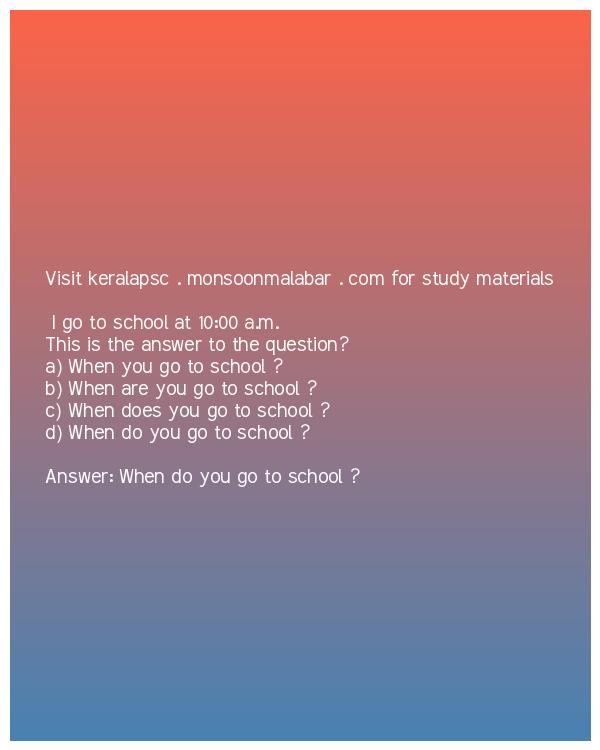 Visit keralapsc . monsoonmalabar . com for study materials
I go to school at 10:00 a.m.
This is the answer to the question?
a) When you go to school ?
b) When are you go to school ?
c) When does you go to school ?
d) When do you go to school ?
Answer: When do you go to school ?